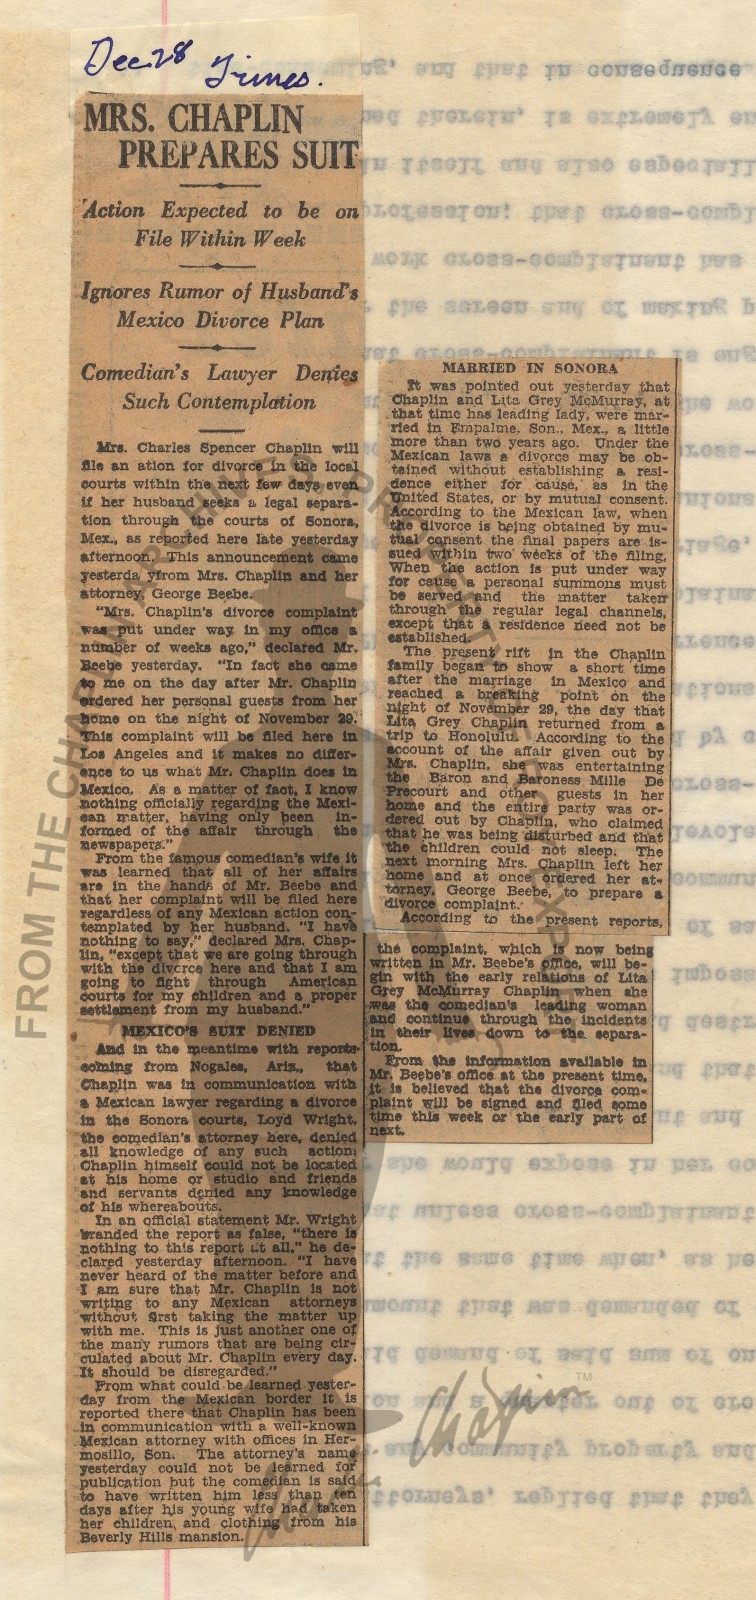 Dec. 28 Times.
MRS. CHAPLIN
PREPARES SUIT
Action Expected to be on
File Within Week
Ignores Rumor of Husband's
Mexico Divorce Plan
Comedian's Lawyer Denies
Such Contemplation
Mrs. Charles Spencer Chaplin will
file an ation for divorce in the local
courts within the next few days even
if her husband seeks a legal separa-
tion through the courts of Sonora,
Mex., as reported here late yesterday
afternoon. This announcement came
yesterda yfrom Mrs. Chaplin and her
attorney, George Beebe.
"Mrs. Chaplin's divorce complaint
was put under way in my office a
number of weeks ago," declared Mr.
Beebe yesterday. "In fact she came
to me on the day after Mr. Chaplin
ordered her personal guests from her
home on the night of November 29.
This complaint will be filed here in
Los Angeles and it makes no differ-
ence to us what Mr. Chaplin does in
Mexico. As a matter of fact, I know
nothing officially regarding the Mexi-
can matter, having only been in-
formed of the affair through the
newspapers."
From the famous comedian's wife it
was learned that all of her affairs
are in the hands of Mr. Beebe and
that her complaint will be filed here
regardless of any Mexican action con-
templated by her husband. "I have
nothing to say," declared Mrs. Chap-
lin, "except that we are going through
with the divorce here and that I am
going to fight through American
courts for my children and a proper
settlement from my husband."
MEXICO'S SUIT DENIED
And in the meantime with reports
coming from Nogales, Ariz., that
Chaplin was in communication with
a Mexican lawyer regarding a divorce
in the Sonora courts, Loyd Wright,
the comedian's attorney here, denied
all knowledge of any such action.
Chaplin himself could not be located
at his home or studio and friends
and servants denied any knowledge
of his whereabouts.
In an official statement Mr. Wright
branded the report as false, "there is
nothing to this report at all," he de-
clared yesterday afternoon. "I have
never heard of the matter before and
I am sure that Mr. Chaplin is not
writing to any Mexican attorneys
without first taking the matter up
with me. This is just another one of
the many rumors that are being cir-
culated about Mr. Chaplin every day.
It should be disregarded."
From what could be learned yester-
day from the Mexican border it is
reported there that Chaplin has been
in communication with a well-known
Mexican attorney with offices in Her-
mosillo, Son. The attorney's name
yesterday could not be learned for
publication but the comedian is said
to have written him less than ten
days after his young wife had taken
her children and clothing from his
Beverly Hills mansion.
MARRIED IN SONORA
It was pointed out yesterday that
Chaplin and Lita Grey McMurray, at
that time has leading lady, were mar-
ried in Empalme, Son., Mex., a little
more than two years ago. Under the
Mexican laws a divorce may be ob-
tained without establishing a resi-
dence either for cause, as in the
United States, or by mutual consent.
According to the Mexican law, when
the divorce is being obtained by mu-
tual consent the final papers are is-
sued within two weeks of the filing.
When the action is put under way
for cause a personal summons must
be served and the matter taken
through the regular legal channels,
except that a residence need not be
established.
The present rift in the Chaplin
family began to show a short time
after the marriage in Mexico and
reached a breaking point on the
night of November 29, the day that
Lita Grey Chaplin returned from a
trip to Honolulu. According to the
account of the affair given out by
Mrs. Chaplin, she was entertaining
the Baron and Baroness Mille De
Precourt and other guests in her
home and the entire party was or-
dered out by Chaplin, who claimed
that he was being disturbed and that
the children could not sleep. The
next morning Mrs. Chaplin left her
home and at once ordered her at-
torney, George Beebe, to prepare a
divorce complaint.
According to the present reports,
the complaint, which is now being
written in Mr. Beebe's office, will be-
gin with the early relations of Lita
Grey McMurray Chaplin when she
was the comedian's leading woman
and continue through the incidents
in their lives down to the separa-
tion.
From the information available in
Mr. Beebe's office at the present time,
it is believed that the divorce com-
plaint will be signed and filed some
time this week or the early part of
next.